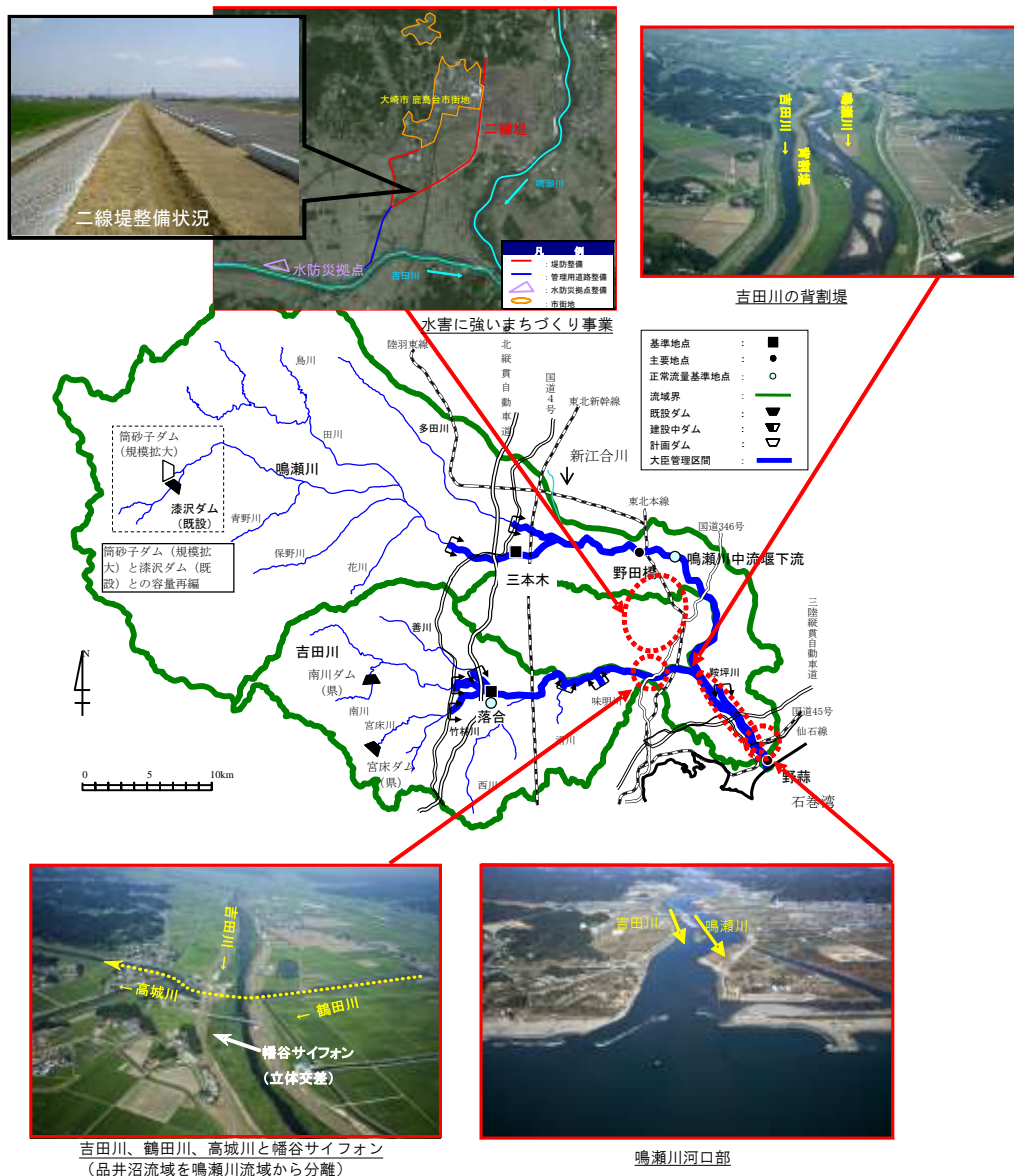 二線堤整備状況
大崎市 鹿島台市街地
二線堤
鳴瀬川
水防災拠点
吉田川
凡 例
：堤防整備
：管理用道路整備
：水防災拠点整備
：市街地
水害に強いまちづくり事業
吉田川 →
背割堤
鳴瀬川 →
吉田川の背割堤
基準地点 ：
主要地点 ：
正常流量基準地点 ：
流域界 ：
既設ダム ：
建設中ダム ：
計画ダム ：
大臣管理区間 ：
陸羽東線
東北縦貫自動車道
国道4号
東北新幹線
新江合川
東北本線
国道346号
三陸縦貫自動車道
国道45号
仙石線
鳥川
田川
多田川
筒砂子ダム
（規模拡大）
鳴瀬川
漆沢ダム
（既設）
青野川
保野川
花川
筒砂子ダム（規模拡
大）と漆沢ダム（既
設）との容量再編
三本木
野田橋
鳴瀬川中流堰下流
善川
吉田川
南川ダム
（県）
南川
宮床川
竹林川
落合
味明川
鞍坪川
宮床ダム
（県）
西川
野蒜
石巻湾
N
0 5 10km
吉田川 →
← 高城川
← 鶴田川
幡谷サイフォン
（立体交差）
吉田川、鶴田川、高城川と幡谷サイフォン
（品井沼流域を鳴瀬川流域から分離）
吉田川
鳴瀬川
鳴瀬川河口部